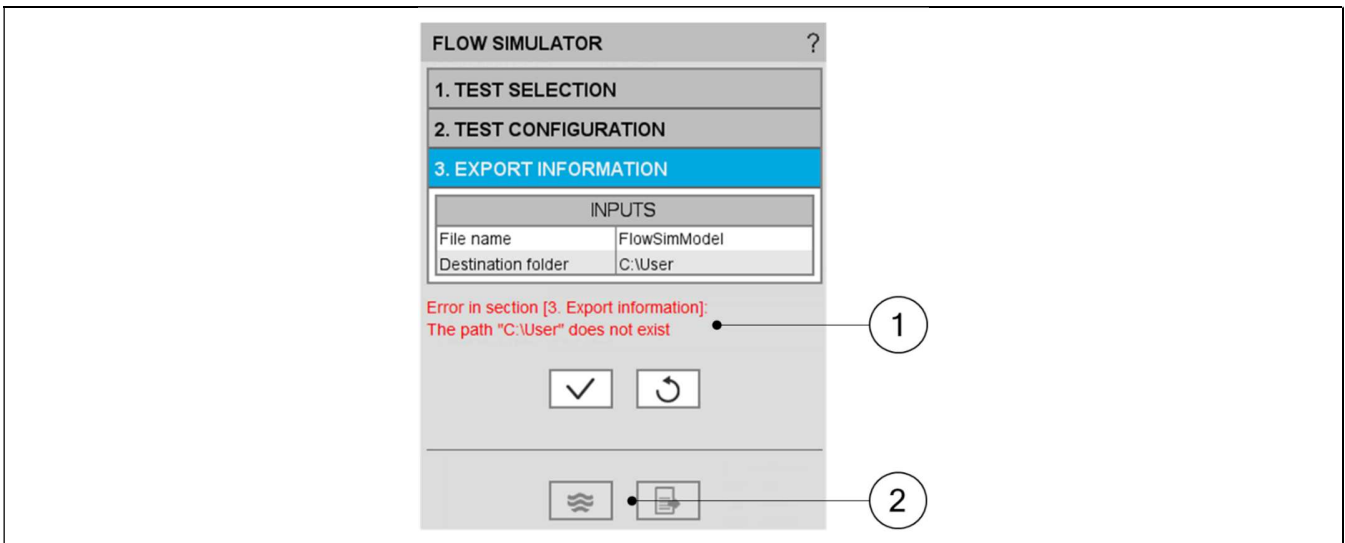 FLOW SIMULATOR ?
1. TEST SELECTION
2. TEST CONFIGURATION
3. EXPORT INFORMATION
INPUTS
File name FlowSimModel
Destination folder C:\User
Error in section [3. Export information]:
The path "C:\User" does not exist
1
2